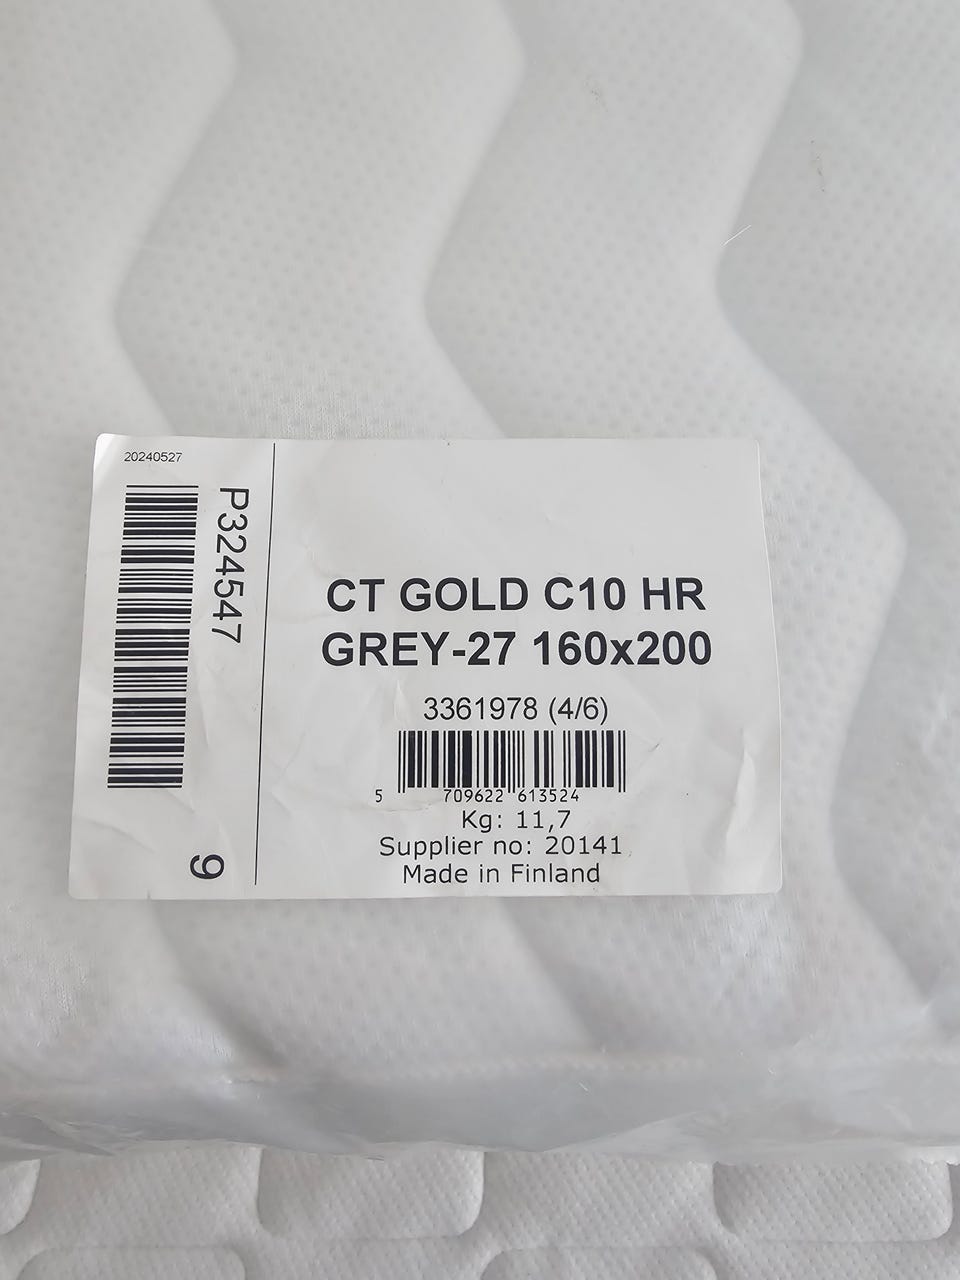 20240527
P324547
9
CT GOLD C10 HR
GREY-27 160x200
3361978 (4/6)
5 709622 613524
Kg: 11,7
Supplier no: 20141
Made in Finland